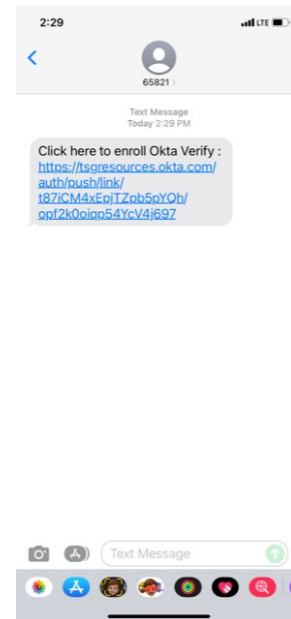 2:29
LTE
65821 >
Text Message
Today 2:29 PM
Click here to enroll Okta Verify :
https://tsgresources.okta.com/
auth/push/link/
t87iCM4xEpjTZpb5pYQh/
opf2k0oiqp54YcV4j697
Text Message